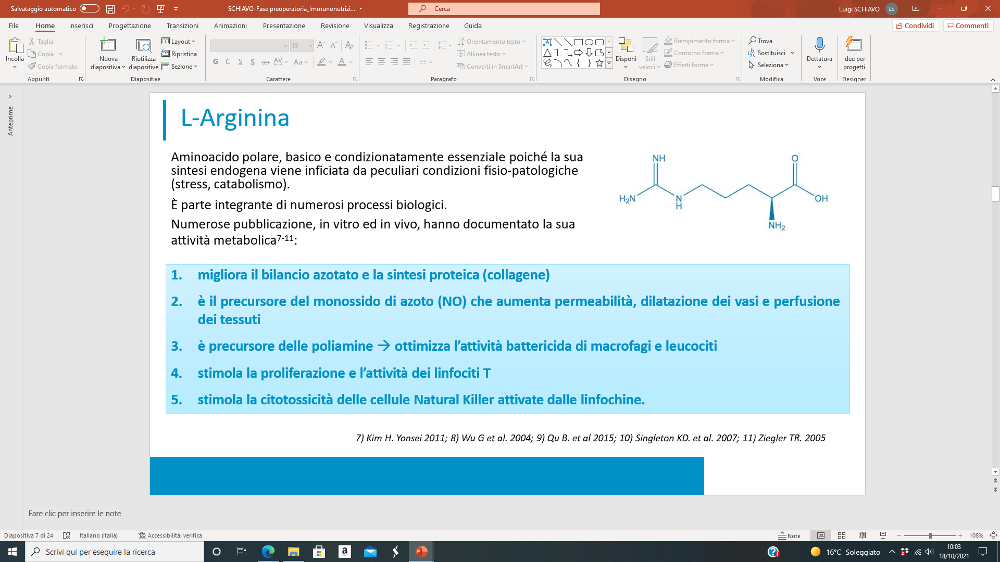 Salvataggio automatico
SCHIAVO-Fase preoperatoria_Immunonutrizi...
Cerca
Luigi SCHIAVO
LS
File
Home
Inserisci
Progettazione
Transizioni
Animazioni
Presentazione
Revisione
Visualizza
Registrazione
Guida
Condividi
Commenti
Incolla
Taglia
Copia
Copia formato
Appunti
Nuova
diapositiva
Riutilizza
diapositive
Layout
Ripristina
Sezione
Diapositive
18
G C S S ab AV Aa A
Carattere
Paragrafo
Orientamento testo
Allinea testo
Converti in SmartArt
Disponi
Stili
veloci
Riempimento forma
Contorno forma
Effetti forma
Disegno
Trova
Sostituisci
Seleziona
Modifica
Dettatura
Voce
Idee per
progetti
Designer
Anteprime
L-Arginina
Aminoacido polare, basico e condizionatamente essenziale poiché la sua
sintesi endogena viene inficiata da peculiari condizioni fisio-patologiche
(stress, catabolismo).
È parte integrante di numerosi processi biologici.
Numerose pubblicazione, in vitro ed in vivo, hanno documentato la sua
attività metabolica7-11:
NH
O
H2N
N
H
OH
NH2
1. migliora il bilancio azotato e la sintesi proteica (collagene)
2. è il precursore del monossido di azoto (NO) che aumenta permeabilità, dilatazione dei vasi e perfusione
dei tessuti
3. è precursore delle poliamine → ottimizza l’attività battericida di macrofagi e leucociti
4. stimola la proliferazione e l’attività dei linfociti T
5. stimola la citotossicità delle cellule Natural Killer attivate dalle linfochine.
7) Kim H. Yonsei 2011; 8) Wu G et al. 2004; 9) Qu B. et al 2015; 10) Singleton KD. et al. 2007; 11) Ziegler TR. 2005
Fare clic per inserire le note
Diapositiva 7 di 24
Italiano (Italia)
Accessibilità: verifica
Note
108%
Scrivi qui per eseguire la ricerca
16°C Soleggiato
10:03
18/10/2021